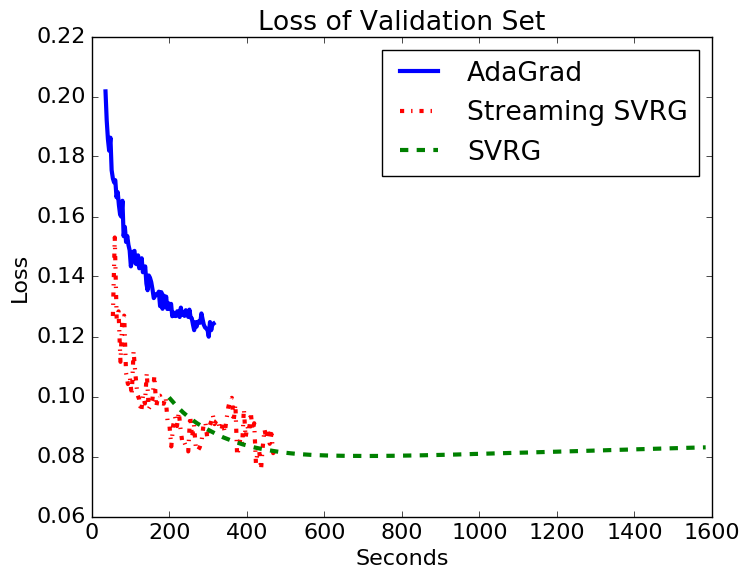 Loss of Validation Set
0.22
0.20
0.18
0.16
0.14
0.12
0.10
0.08
0.06
Loss
AdaGrad
Streaming SVRG
SVRG
0 200 400 600 800 1000 1200 1400 1600
Seconds